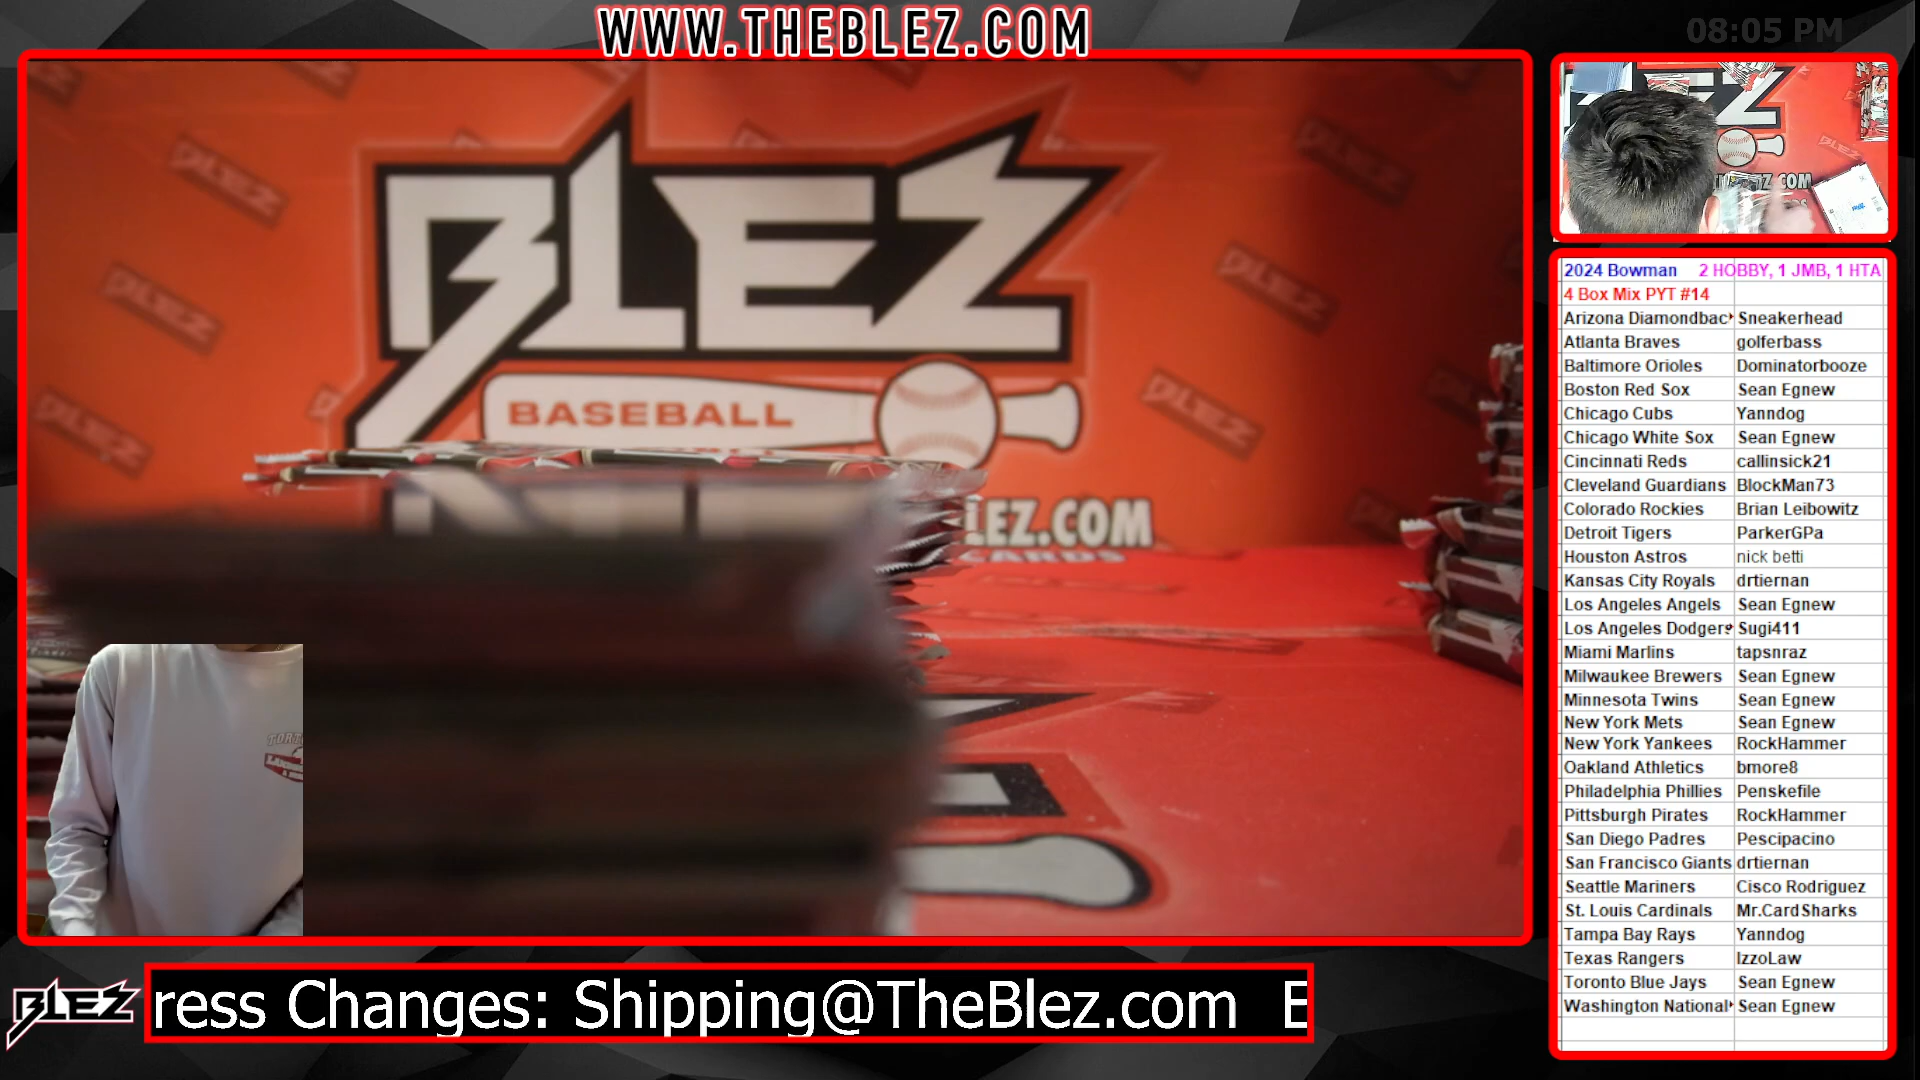 WWW.THEBLEZ.COM
08:05 PM
BLEZ
BASEBALL
LEZ.COM
CARDS
BLEZ
2024 Bowman 2 HOBBY, 1 JMB, 1 HTA
4 Box Mix PYT #14
Arizona Diamondbac Sneakerhead
Atlanta Braves golferbass
Baltimore Orioles Dominatorbooze
Boston Red Sox Sean Egnew
Chicago Cubs Yanndog
Chicago White Sox Sean Egnew
Cincinnati Reds callinsick21
Cleveland Guardians BlockMan73
Colorado Rockies Brian Leibowitz
Detroit Tigers ParkerGPa
Houston Astros nick betti
Kansas City Royals drtiernan
Los Angeles Angels Sean Egnew
Los Angeles Dodgers Sugi411
Miami Marlins tapsnraz
Milwaukee Brewers Sean Egnew
Minnesota Twins Sean Egnew
New York Mets Sean Egnew
New York Yankees RockHammer
Oakland Athletics bmore8
Philadelphia Phillies Penskefile
Pittsburgh Pirates RockHammer
San Diego Padres Pescipacino
San Francisco Giants drtiernan
Seattle Mariners Cisco Rodriguez
St. Louis Cardinals Mr.CardSharks
Tampa Bay Rays Yanndog
Texas Rangers IzzoLaw
Toronto Blue Jays Sean Egnew
Washington National Sean Egnew
BLEZ
ress Changes: Shipping@TheBlez.com E